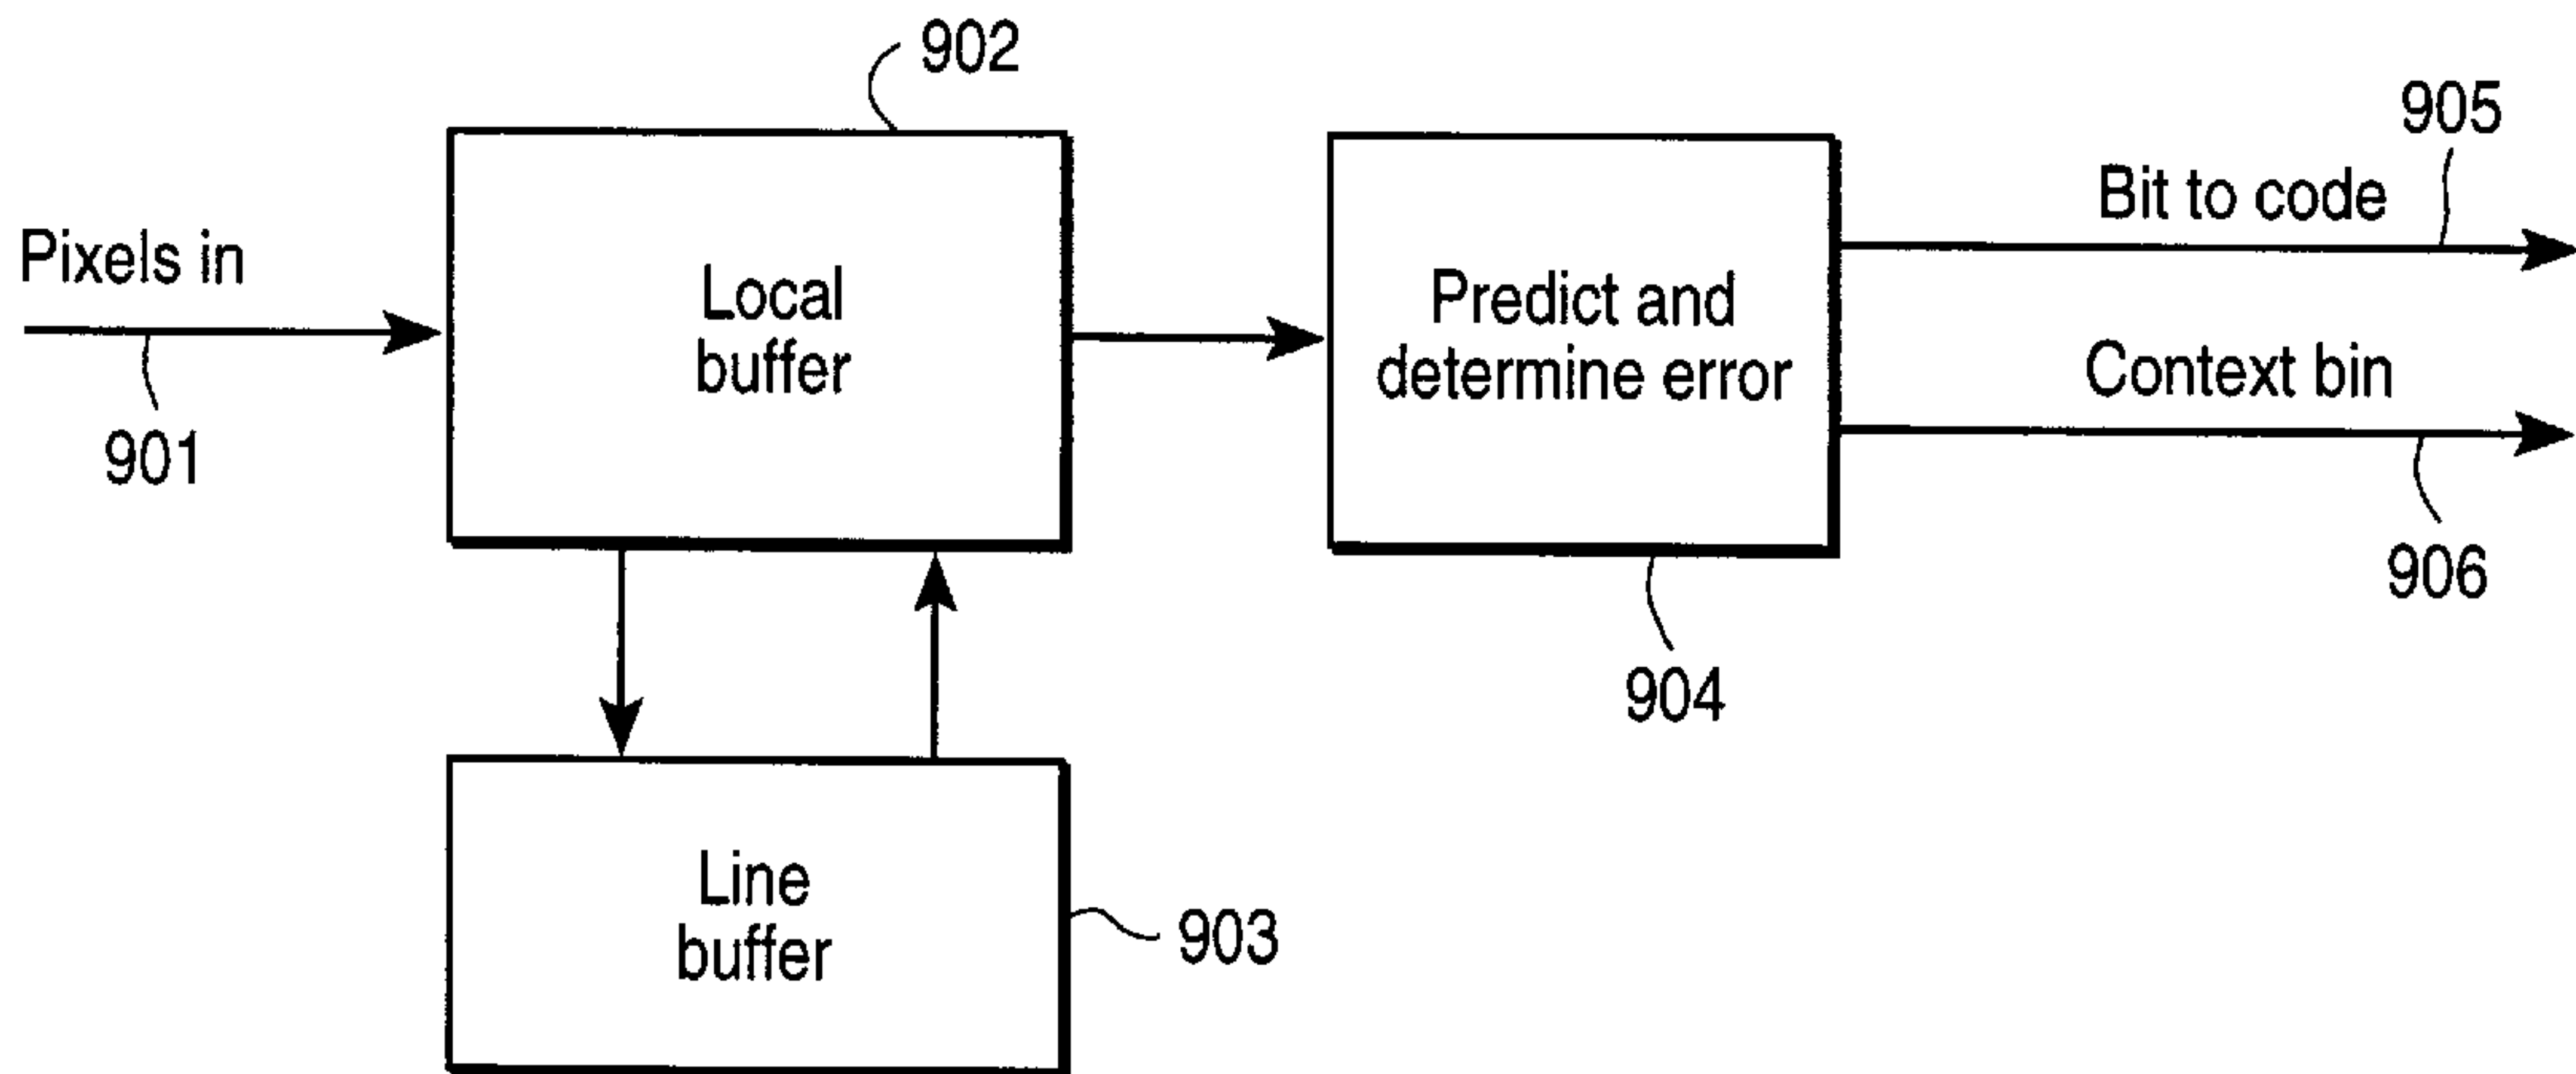 902
905
Bit to code
Pixels in
Local
buffer
Predict and
determine error
Context bin
901
906
904
Line
buffer
903